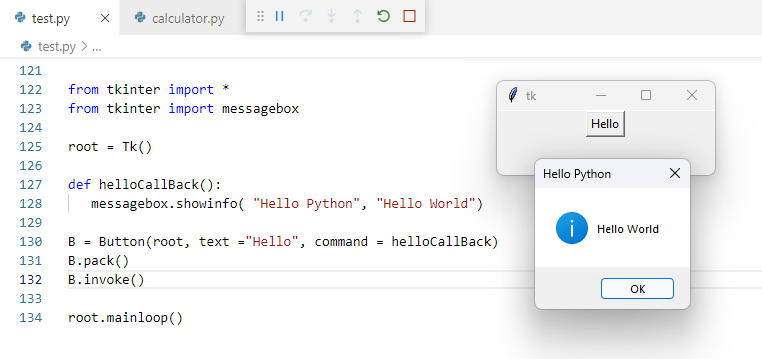 test.py
calculator.py
test.py > ...
121
122 from tkinter import *
123 from tkinter import messagebox
124
125 root = Tk()
126
127 def helloCallBack():
128    messagebox.showinfo( "Hello Python", "Hello World")
129
130 B = Button(root, text ="Hello", command = helloCallBack)
131 B.pack()
132 B.invoke()
133
134 root.mainloop()
tk
Hello
Hello Python
Hello World
OK